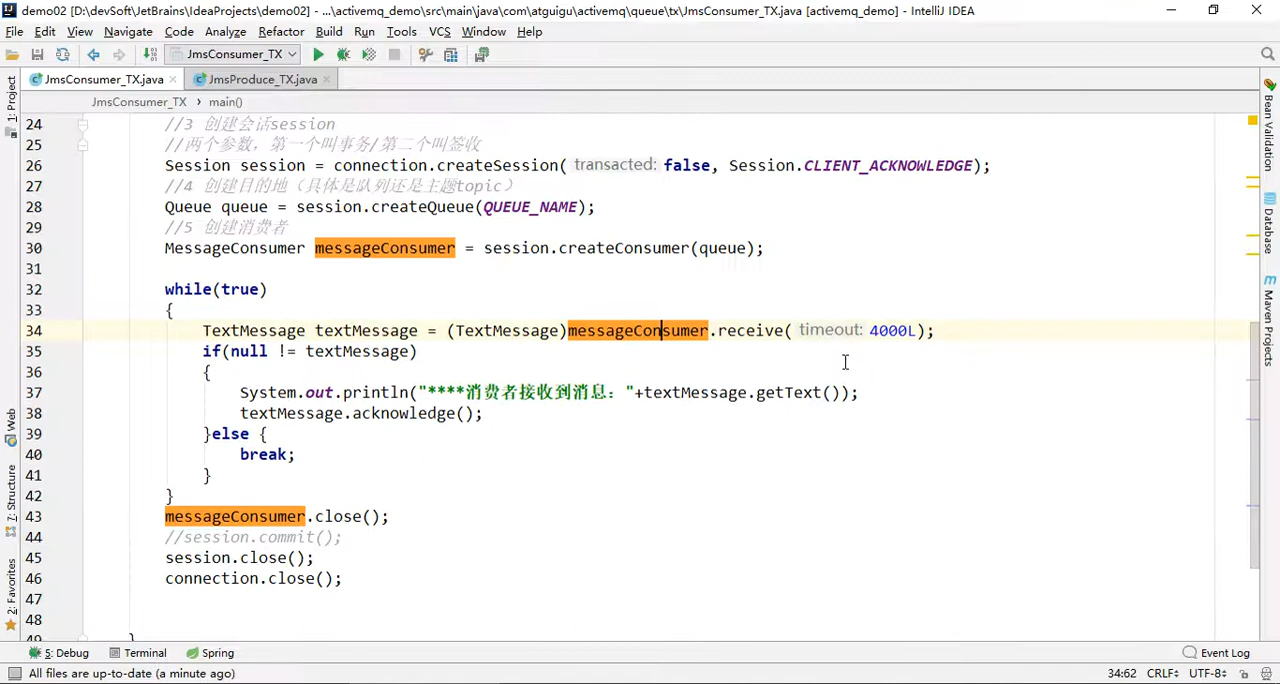 demo02 [D:\devSoft\JetBrains\IdeaProjects\demo02] - ...\activemq_demo\src\main\java\com\atguigu\activemq\queue\tx\JmsConsumer_TX.java [activemq_demo] - IntelliJ IDEA
File Edit View Navigate Code Analyze Refactor Build Run Tools VCS Window Help
JmsConsumer_TX
JmsConsumer_TX.java JmsProduce_TX.java
JmsConsumer_TX › main()
24 //3 创建会话session
25 //两个参数，第一个叫事务/第二个叫签收
26 Session session = connection.createSession( transacted: false, Session.CLIENT_ACKNOWLEDGE);
27 //4 创建目的地（具体是队列还是主题topic）
28 Queue queue = session.createQueue(QUEUE_NAME);
29 //5 创建消费者
30 MessageConsumer messageConsumer = session.createConsumer(queue);
31
32 while(true)
33 {
34 TextMessage textMessage = (TextMessage)messageConsumer.receive( timeout: 4000L);
35 if(null != textMessage)
36 {
37 System.out.println("****消费者接收到消息："+textMessage.getText());
38 textMessage.acknowledge();
39 }else {
40 break;
41 }
42 }
43 messageConsumer.close();
44 //session.commit();
45 session.close();
46 connection.close();
47
48
49 }
1: Project
Web
7: Structure
2: Favorites
Bean Validation
Database
Maven Projects
5: Debug Terminal Spring Event Log
All files are up-to-date (a minute ago) 34:62 CRLF÷ UTF-8÷